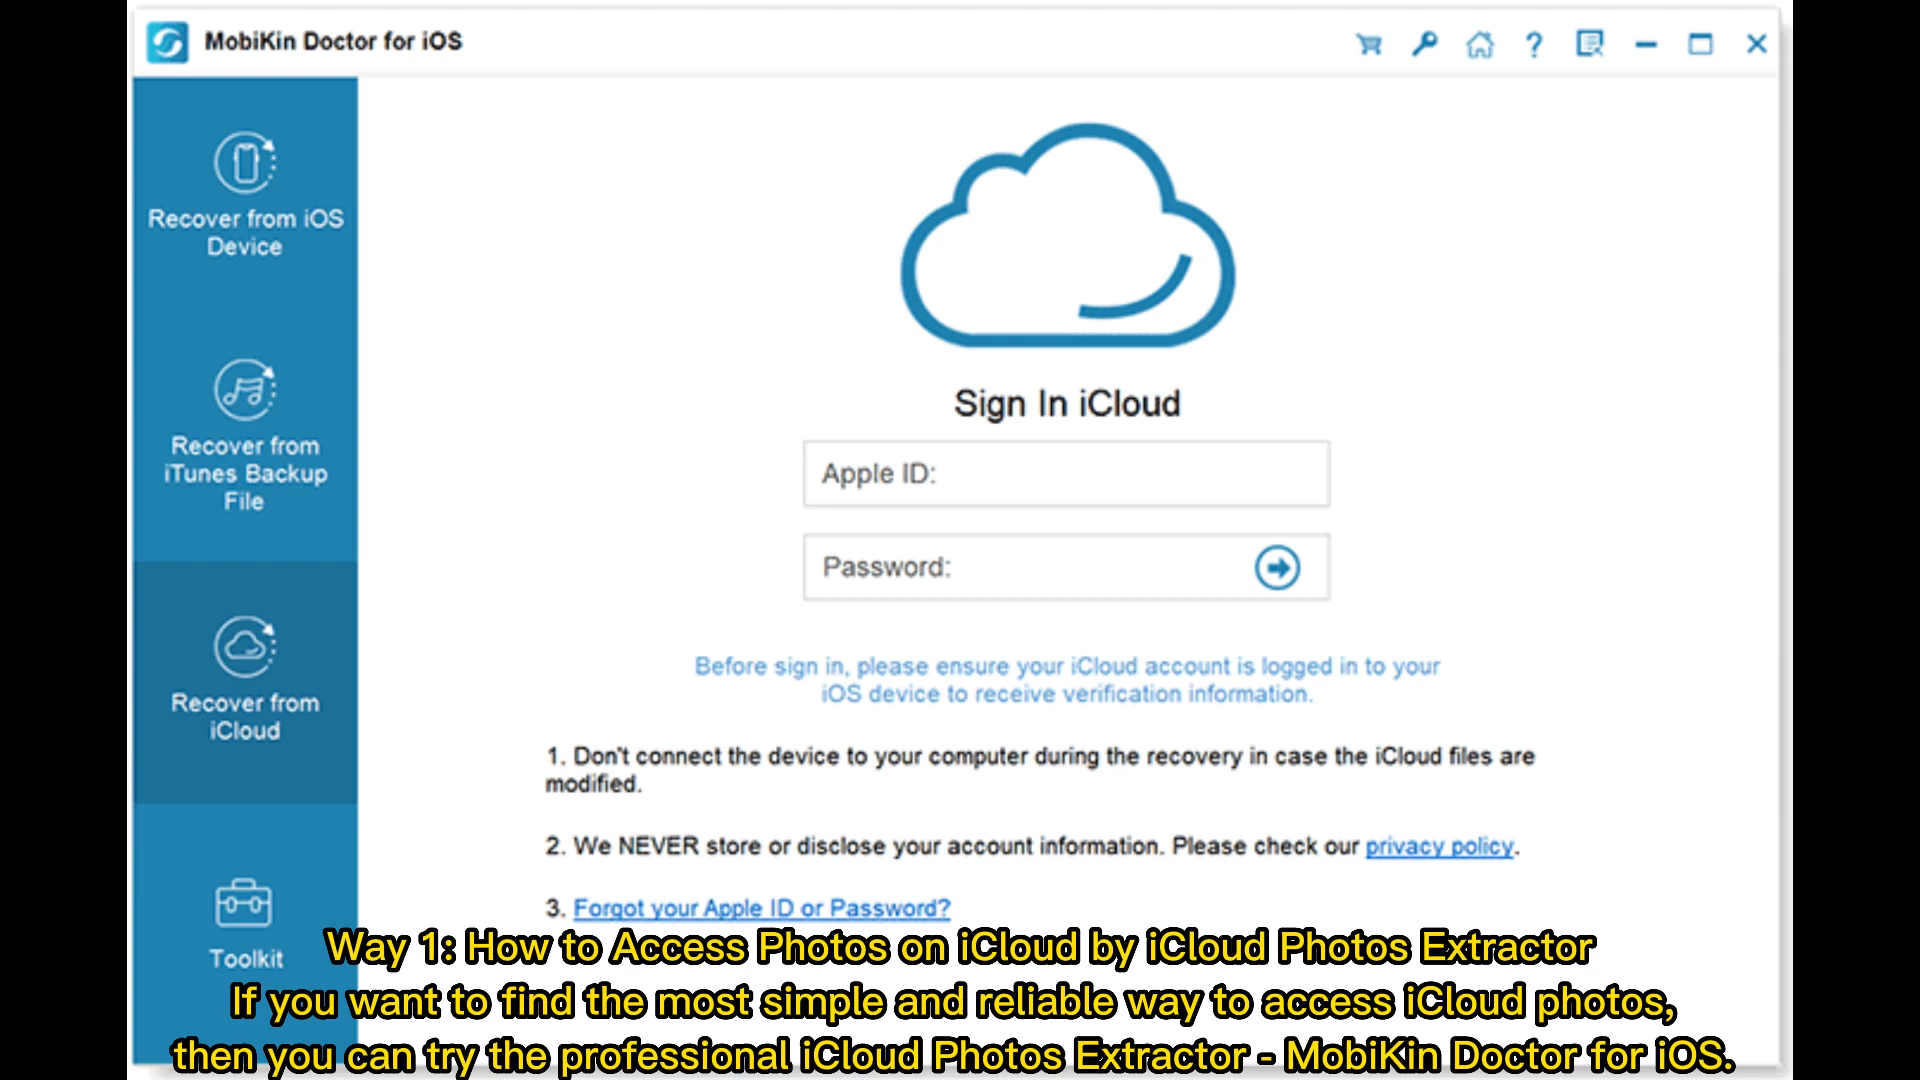 MobiKin Doctor for iOS
Recover from iOS
Device
Recover from
iTunes Backup
File
Recover from
iCloud
Toolkit
Sign In iCloud
Apple ID:
Password:
Before sign in, please ensure your iCloud account is logged in to your
iOS device to receive verification information.
1. Don't connect the device to your computer during the recovery in case the iCloud files are
modified.
2. We NEVER store or disclose your account information. Please check our privacy policy.
3. Forgot your Apple ID or Password?
Way 1: How to Access Photos on iCloud by iCloud Photos Extractor
If you want to find the most simple and reliable way to access iCloud photos,
then you can try the professional iCloud Photos Extractor - MobiKin Doctor for iOS.